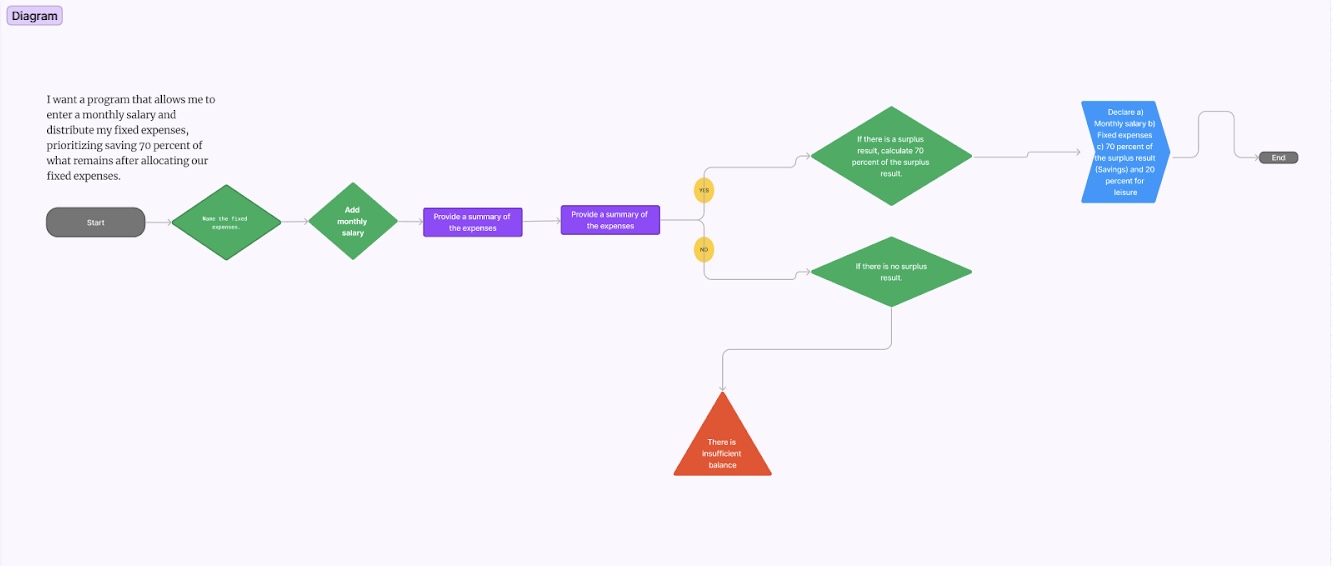 Diagram
I want a program that allows me to
enter a monthly salary and
distribute my fixed expenses,
prioritizing saving 70 percent of
what remains after allocating our
fixed expenses.
Start
Name the fixed
expenses.
Add
monthly
salary
Provide a summary of
the expenses
Provide a summary of
the expenses
YES
NO
If there is a surplus
result, calculate 70
percent of the surplus
result.
If there is no surplus
result.
There is
insufficient
balance
Declare a)
Monthly salary b)
Fixed expenses
c) 70 percent of
the surplus result
(Savings) and 20
percent for
leisure
End